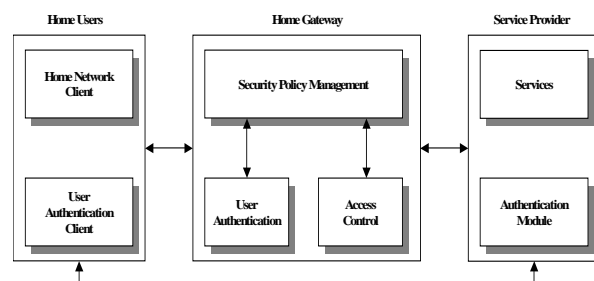 Home Users
Home Gateway
Service Provider
Home Network
Client
Security Policy Management
Services
User
Authentication
Client
User
Authentication
Access
Control
Authentication
Module